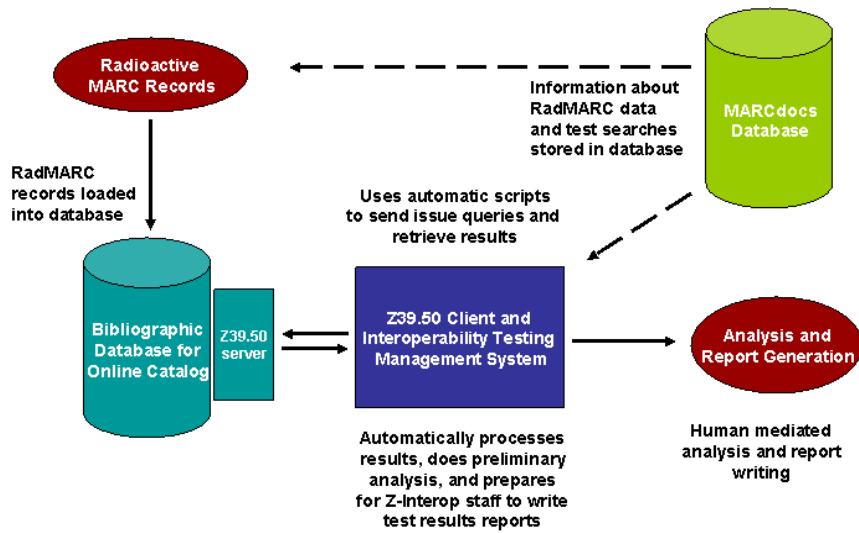 Radioactive
MARC Records
Information about
RadMARC data
and test searches
stored in database
MARCdocs
Database
RadMARC
records loaded
into database
Uses automatic scripts
to send issue queries and
retrieve results
Bibliographic
Database for
Online Catalog
Z39.50
server
Z39.50 Client and
Interoperability Testing
Management System
Analysis and
Report Generation
Automatically processes
results, does preliminary
analysis, and prepares
for Z-Interop staff to write
test results reports
Human mediated
analysis and report
writing